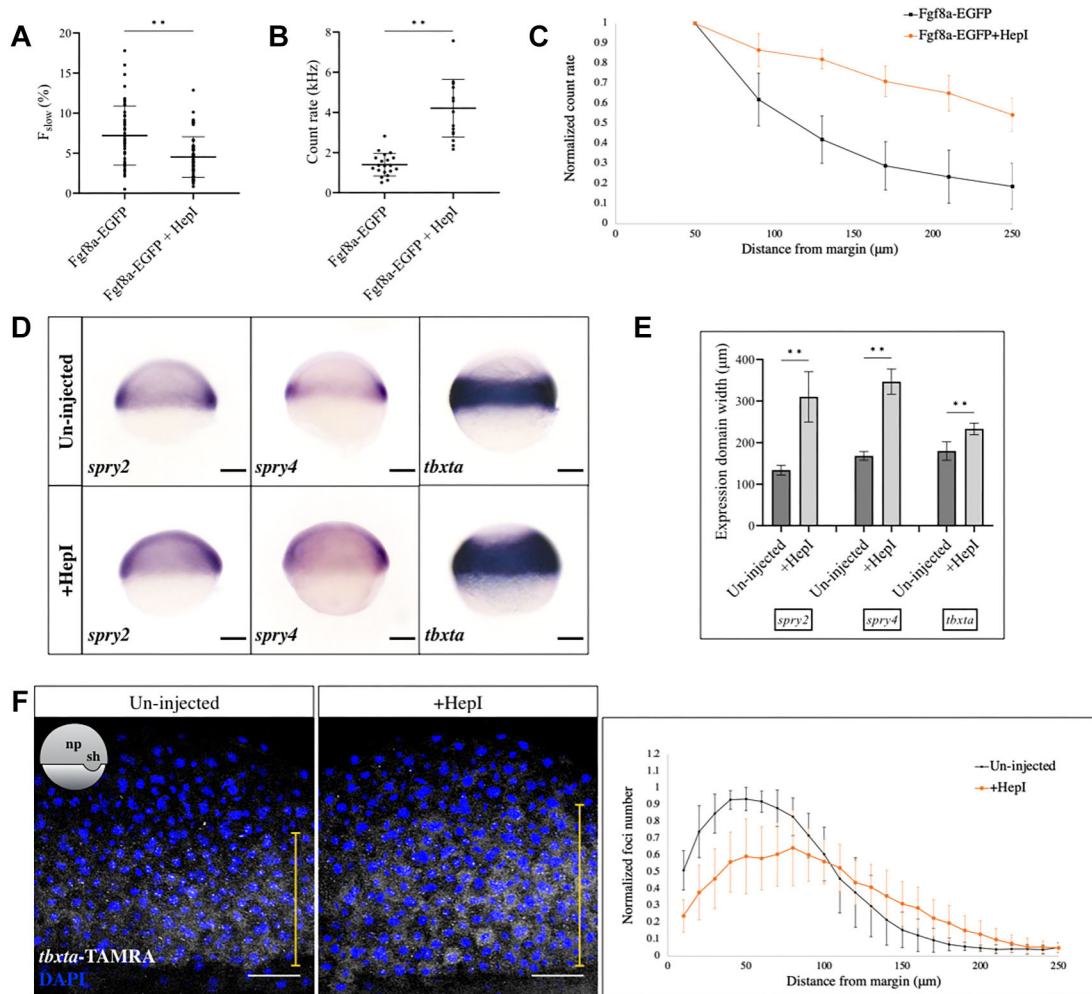 A
* *
20
15
10
5
0
F slow (%)
Fgf8a-EGFP
Fgf8a-EGFP + HepI
B
* *
8
6
4
2
0
Count rate (kHz)
Fgf8a-EGFP
Fgf8a-EGFP + HepI
C
Fgf8a-EGFP
Fgf8a-EGFP+HepI
1
0.9
0.8
0.7
0.6
0.5
0.4
0.3
0.2
0.1
0
Normalized count rate
0 50 100 150 200 250
Distance from margin (µm)
D
Un-injected
spry2 spry4 tbxta
+HepI
spry2 spry4 tbxta
E
* * * * * *
400
300
200
100
0
Expression domain width (µm)
Un-injected +HepI Un-injected +HepI Un-injected +HepI
spry2 spry4 tbxta
F
Un-injected +HepI
np
sh
tbxta-TAMRA
DAPI
Un-injected
+HepI
1.2
1.1
1
0.9
0.8
0.7
0.6
0.5
0.4
0.3
0.2
0.1
0
Normalized foci number
0 50 100 150 200 250
Distance from margin (µm)